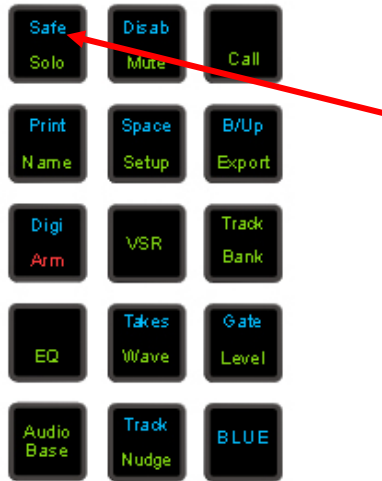 Safe
Solo
Disab
Mute
Call
Print
Name
Space
Setup
B/Up
Export
Digi
Arm
VSR
Track
Bank
EQ
Takes
Wave
Gate
Level
Audio
Base
Track
Nudge
BLUE